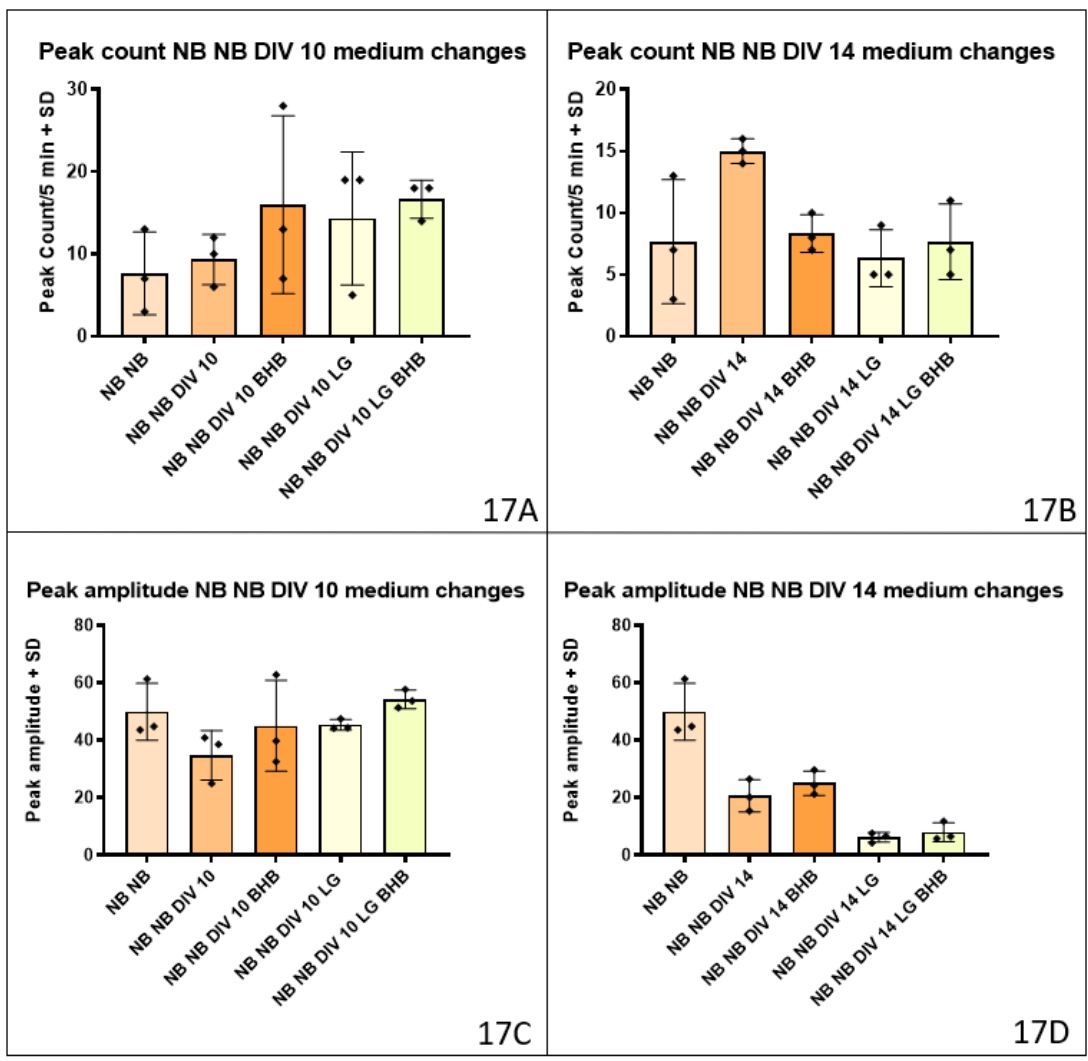 Peak count NB NB DIV 10 medium changes
Peak Count/5 min + SD
30
20
10
0
NB NB
NB NB DIV 10
NB NB DIV 10 BHB
NB NB DIV 10 LG
NB NB DIV 10 LG BHB
17A
Peak count NB NB DIV 14 medium changes
Peak Count/5 min + SD
20
15
10
5
0
NB NB
NB NB DIV 14
NB NB DIV 14 BHB
NB NB DIV 14 LG
NB NB DIV 14 LG BHB
17B
Peak amplitude NB NB DIV 10 medium changes
Peak amplitude + SD
80
60
40
20
0
NB NB
NB NB DIV 10
NB NB DIV 10 BHB
NB NB DIV 10 LG
NB NB DIV 10 LG BHB
17C
Peak amplitude NB NB DIV 14 medium changes
Peak amplitude + SD
80
60
40
20
0
NB NB
NB NB DIV 14
NB NB DIV 14 BHB
NB NB DIV 14 LG
NB NB DIV 14 LG BHB
17D